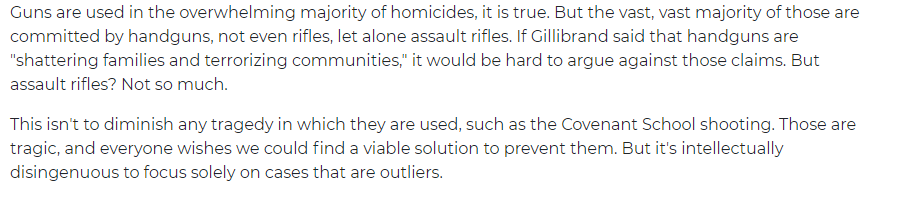 Guns are used in the overwhelming majority of homicides, it is true. But the vast, vast majority of those are
committed by handguns, not even rifles, let alone assault rifles. If Gillibrand said that handguns are
"shattering families and terrorizing communities," it would be hard to argue against those claims. But
assault rifles? Not so much.
This isn't to diminish any tragedy in which they are used, such as the Covenant School shooting. Those are
tragic, and everyone wishes we could find a viable solution to prevent them. But it's intellectually
disingenuous to focus solely on cases that are outliers.